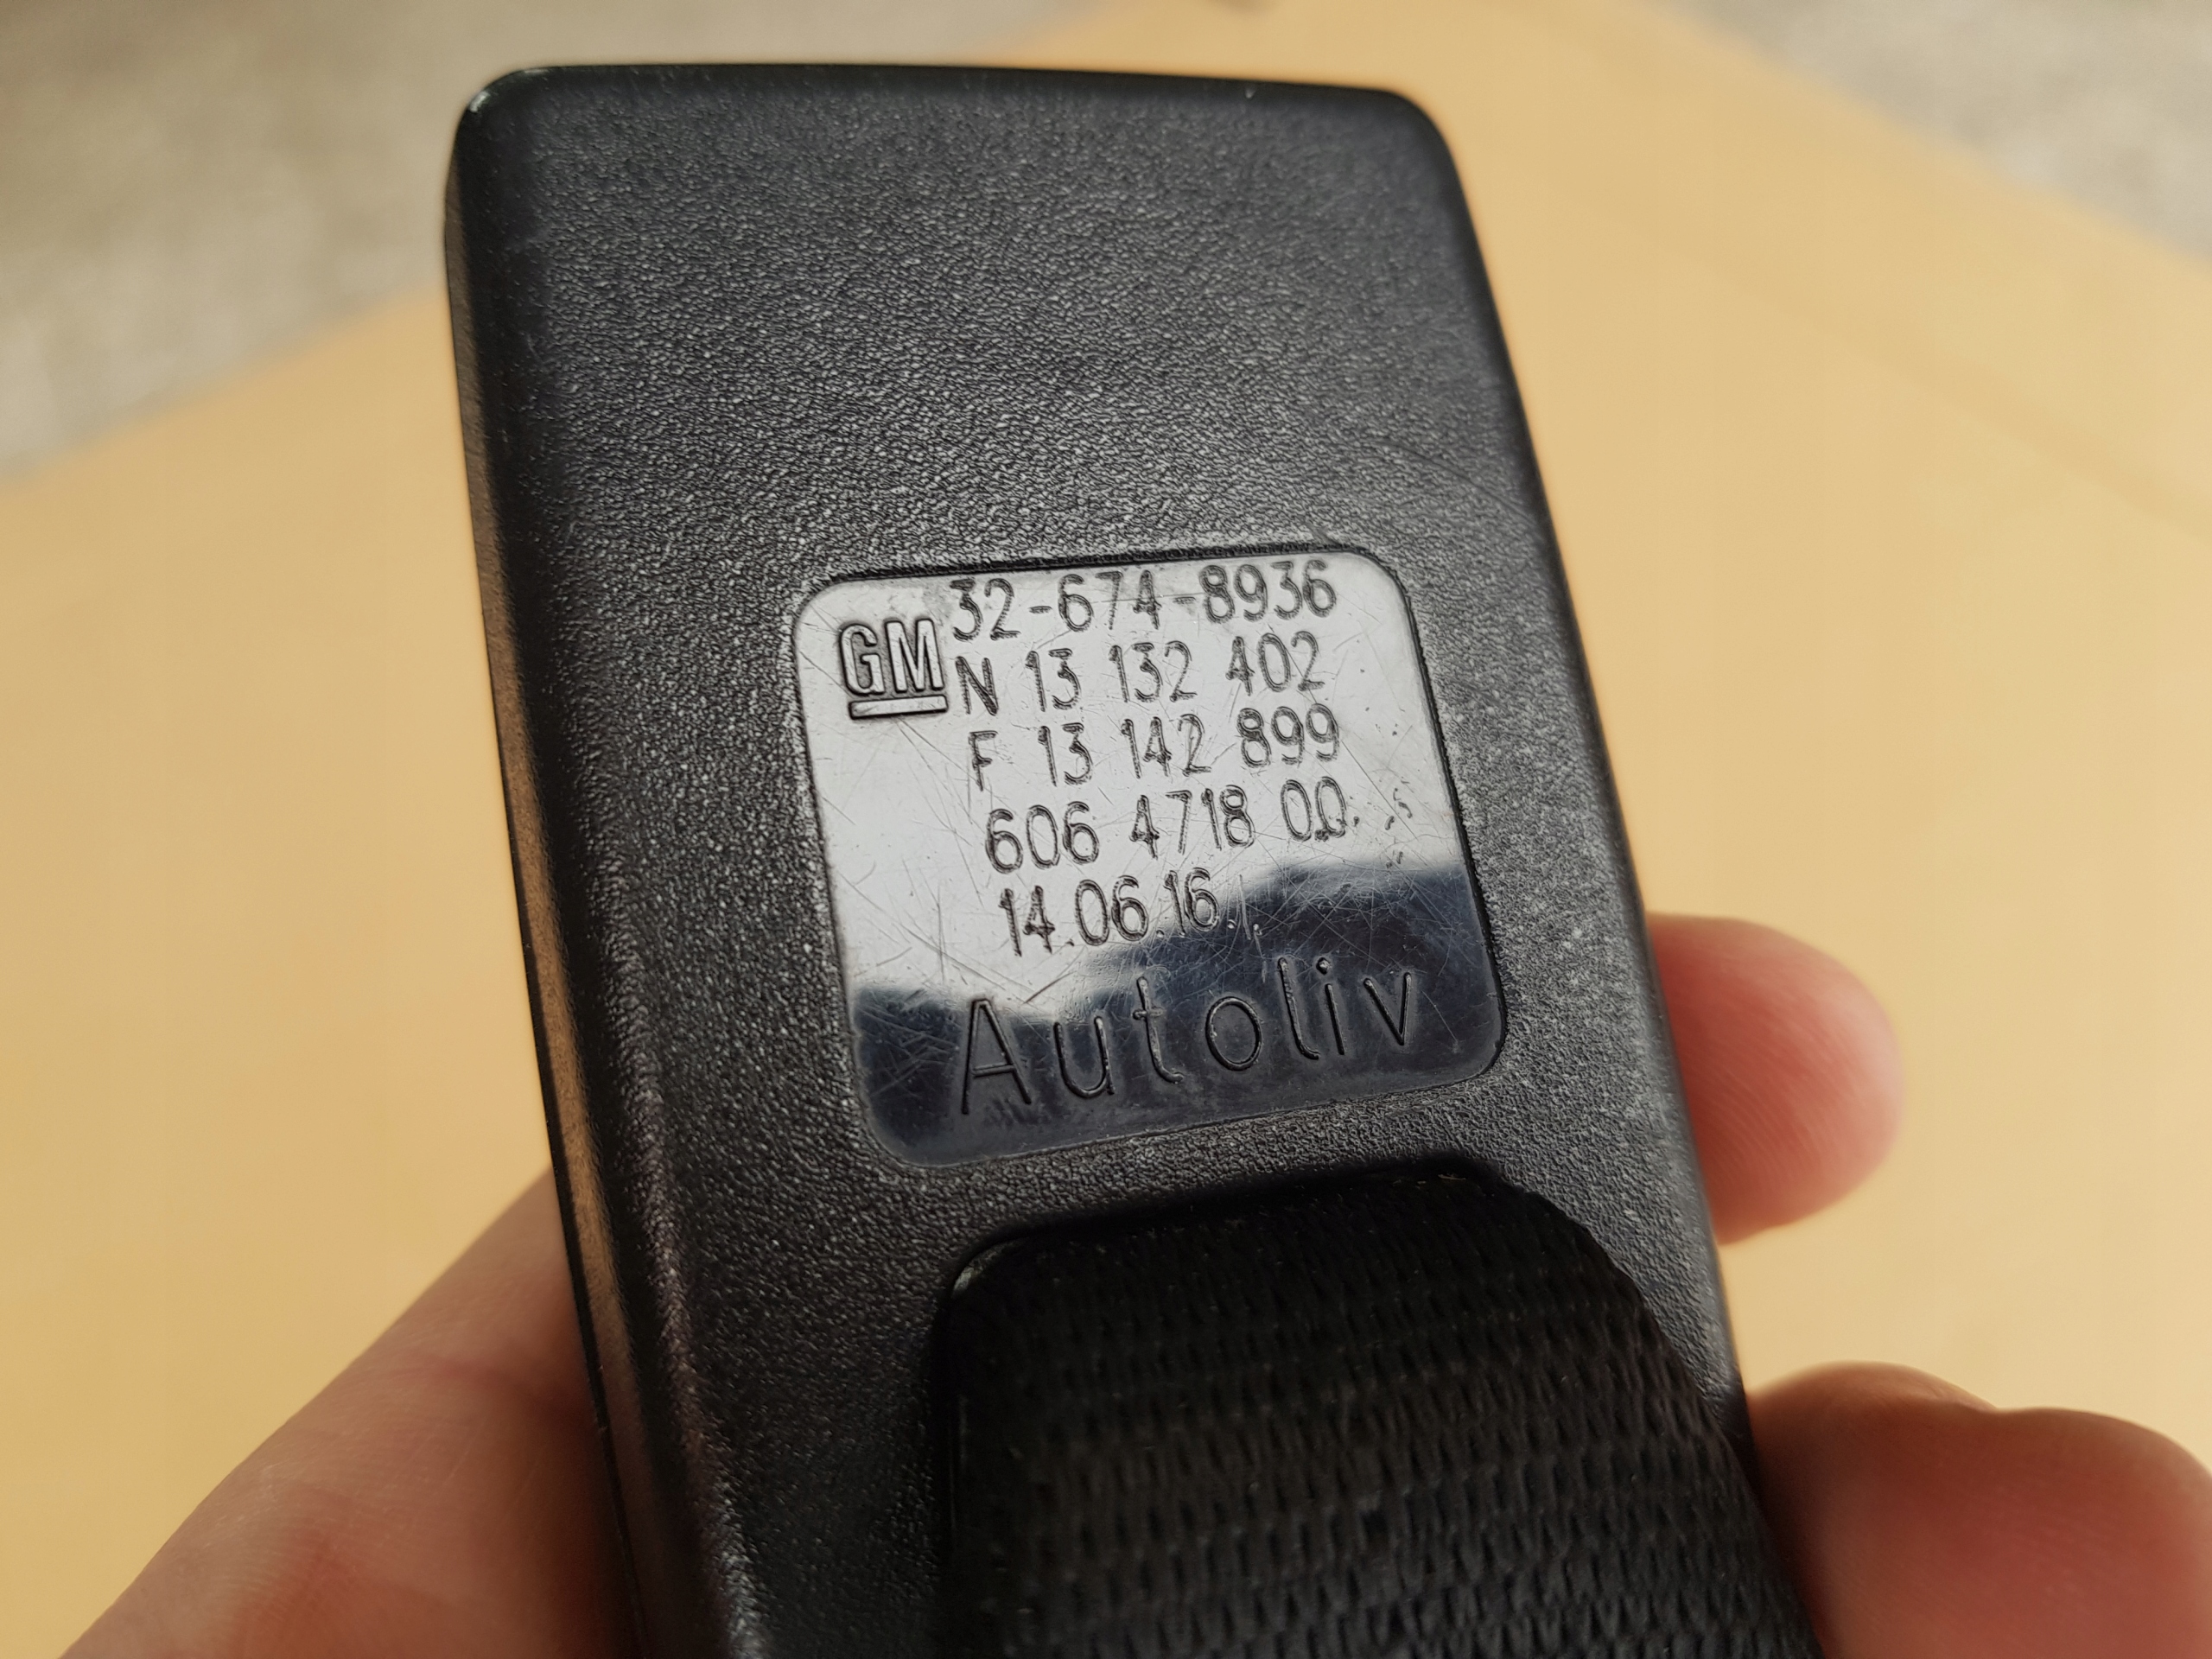 32-674-8936
GM N 13 132 402
F 13 142 899
606 4718 00
14.06.16
Autoliv